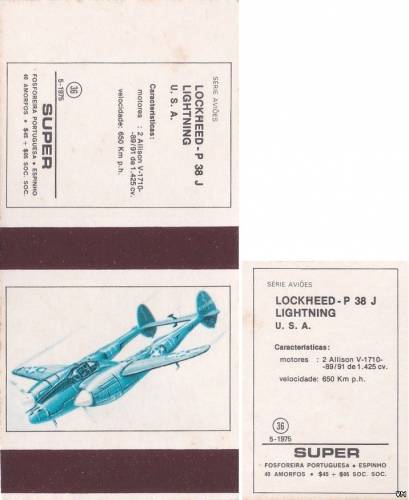 SÉRIE AVIÕES
LOCKHEED - P 38 J
LIGHTNING
U. S. A.
Características:
motores : 2 Allison V-1710-
-89/91 de 1.425 cv.
velocidade: 650 Km p.h.
36
5-1975
SUPER
FOSFOREIRA PORTUGUESA • ESPINHO
40 AMORFOS • $45 + $05 SOC. SOC.
SÉRIE AVIÕES
LOCKHEED - P 38 J
LIGHTNING
U. S. A.
Características:
motores : 2 Allison V-1710-
-89/91 de 1.425 cv.
velocidade: 650 Km p.h.
36
5-1975
SUPER
FOSFOREIRA PORTUGUESA • ESPINHO
40 AMORFOS • $45 + $05 SOC. SOC.